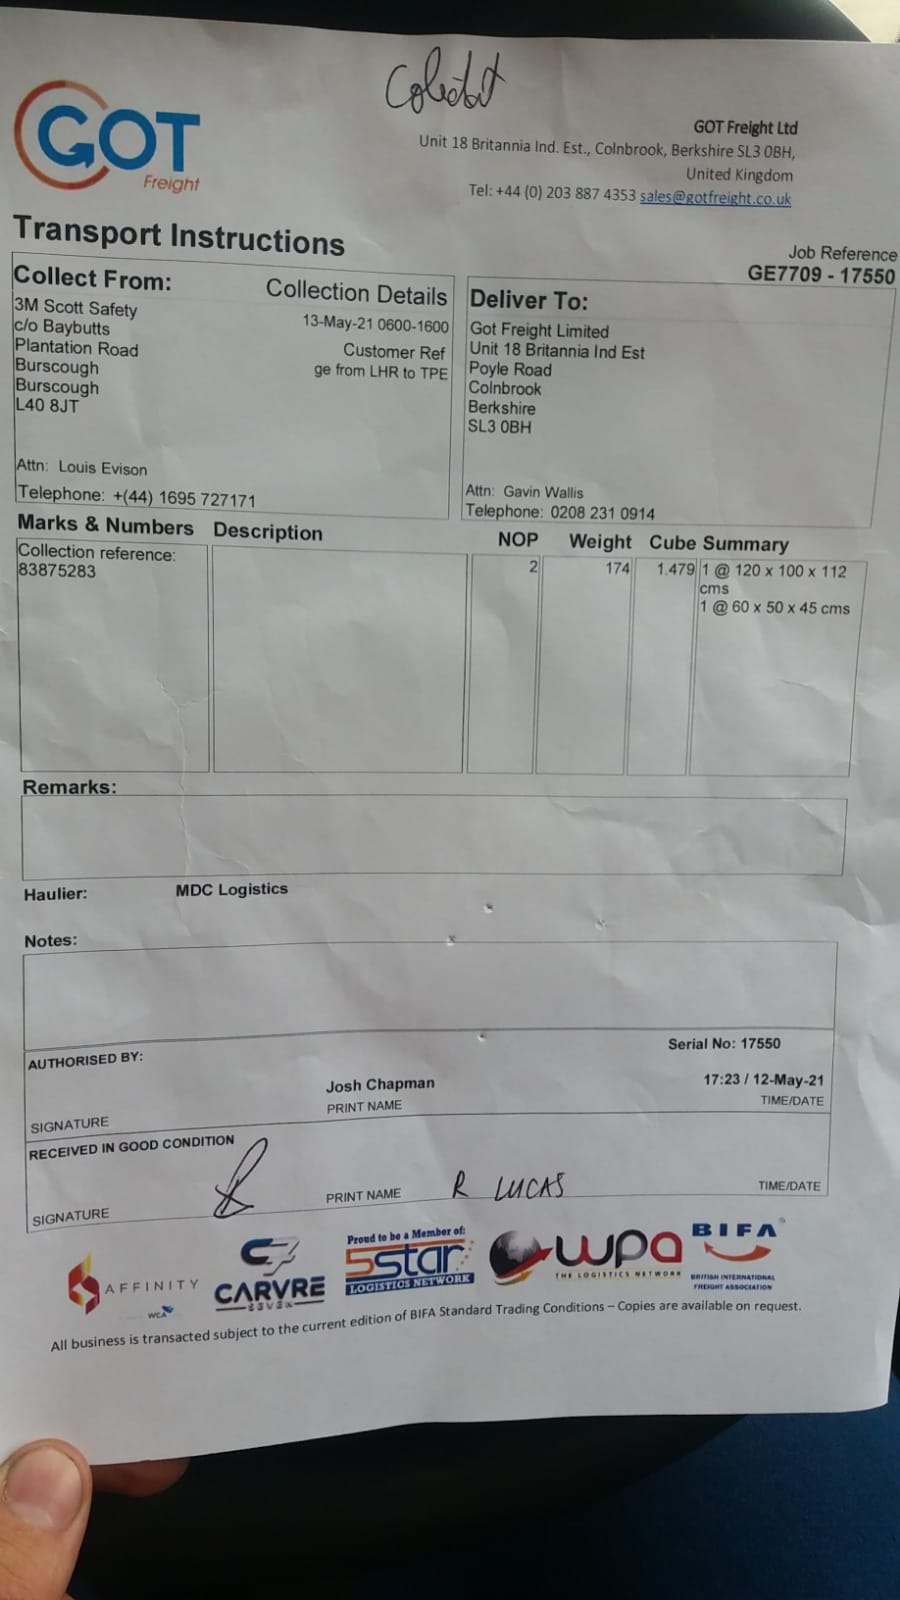 GOT
Freight
GOT Freight Ltd
Unit 18 Britannia Ind. Est., Colnbrook, Berkshire SL3 0BH,
United Kingdom
Tel: +44 (0) 203 887 4353 sales@gotfreight.co.uk
Transport Instructions
Job Reference
GE7709 - 17550
Collect From:
Collection Details
3M Scott Safety
13-May-21 0600-1600
c/o Baybutts
Plantation Road
Customer Ref
Burscough
ge from LHR to TPE
Burscough
L40 8JT
Attn: Louis Evison
Telephone: +(44) 1695 727171
Deliver To:
Got Freight Limited
Unit 18 Britannia Ind Est
Poyle Road
Colnbrook
Berkshire
SL3 0BH
Attn: Gavin Wallis
Telephone: 0208 231 0914
Marks & Numbers Description NOP Weight Cube Summary
Collection reference:
83875283
2 174 1.479 1 @ 120 x 100 x 112
cms
1 @ 60 x 50 x 45 cms
Remarks:
Haulier: MDC Logistics
Notes:
Serial No: 17550
AUTHORISED BY:
Josh Chapman 17:23 / 12-May-21
SIGNATURE PRINT NAME TIME/DATE
RECEIVED IN GOOD CONDITION
SIGNATURE PRINT NAME R LUCAS TIME/DATE
AFFINITY
WCA
CARVRE
SEVEN
Proud to be a Member of:
5star
LOGISTICS NETWORK
wpa
THE LOGISTICS NETWORK
BIFA
BRITISH INTERNATIONAL
FREIGHT ASSOCIATION
All business is transacted subject to the current edition of BIFA Standard Trading Conditions – Copies are available on request.